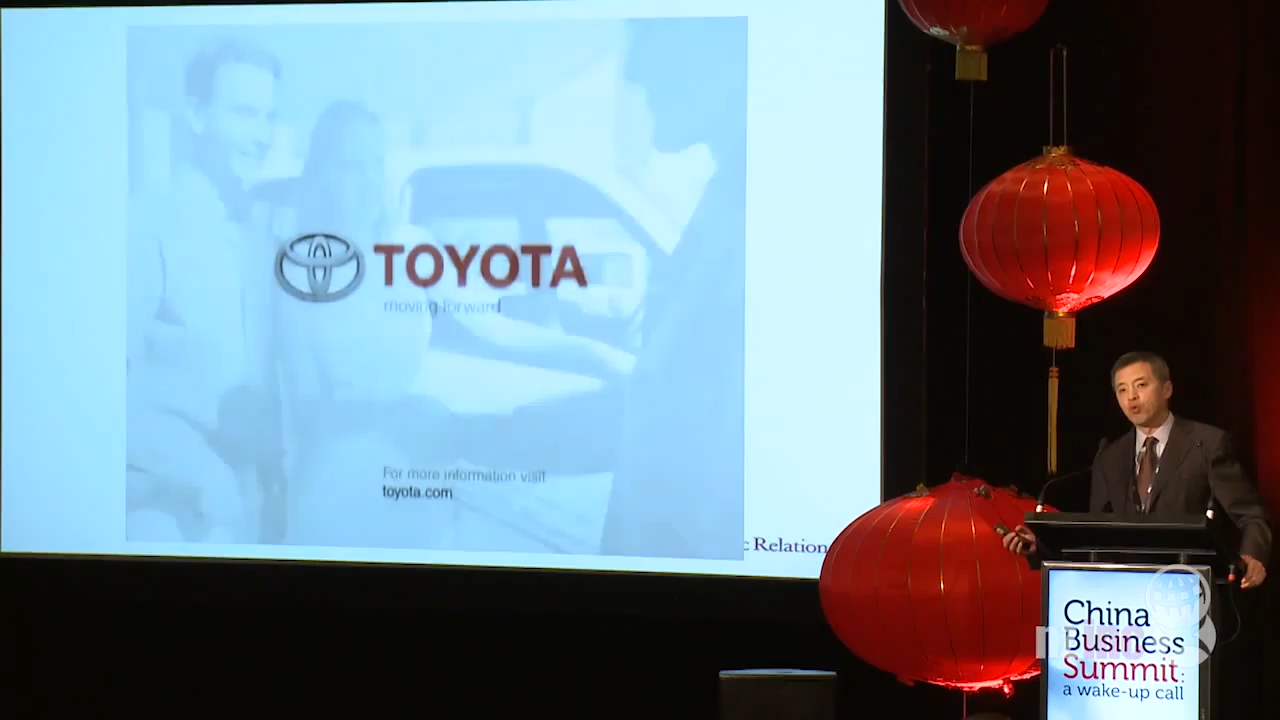 TOYOTA
moving forward
For more information visit
toyota.com
c Relation
China
Business
Summit:
a wake-up call